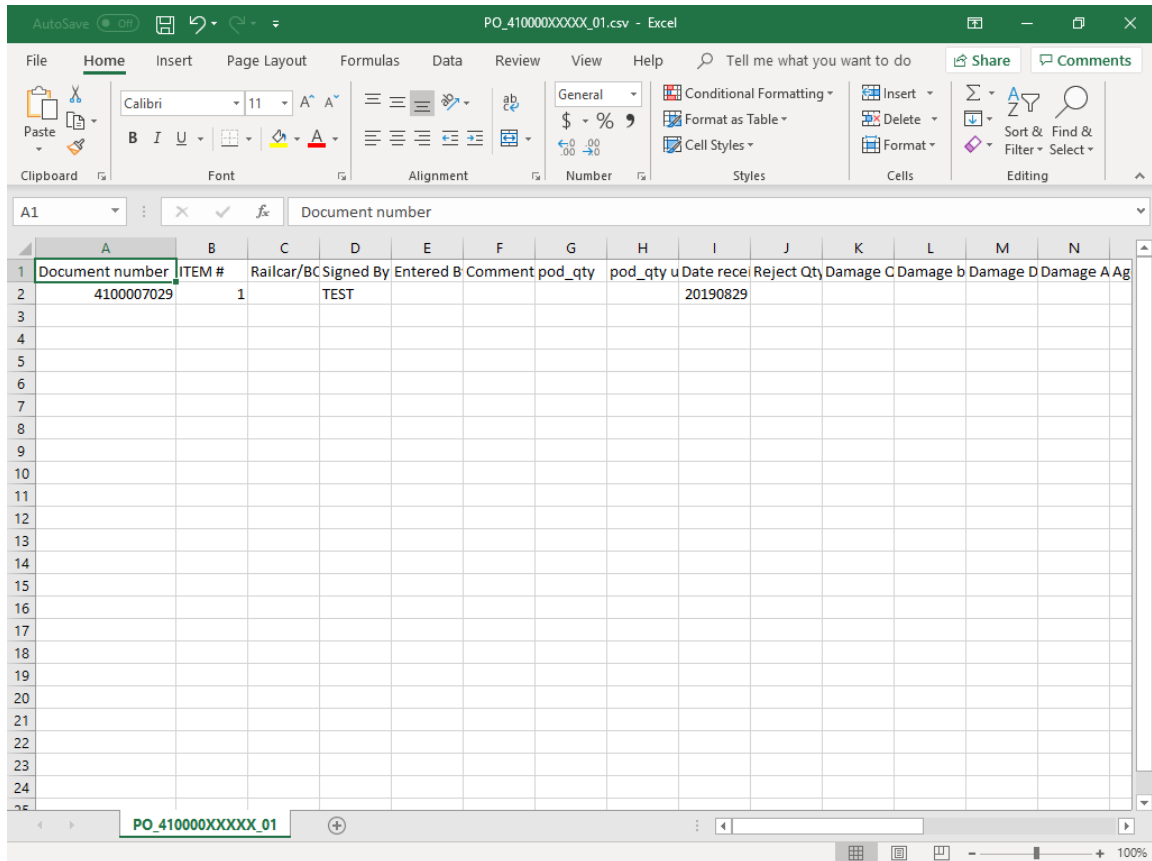 AutoSave Off PO_410000XXXXX_01.csv - Excel
File Home Insert Page Layout Formulas Data Review View Help Tell me what you want to do Share Comments
Calibri 11 A A ab General Conditional Formatting Insert
Paste $ % 9 Format as Table Delete Sort & Find &
B I U A .00 .00 Cell Styles Format Filter Select
Clipboard Font Alignment Number Styles Cells Editing
A1 fx Document number
A B C D E F G H I J K L M N
1 Document number ITEM # Railcar/BO Signed By Entered B Comment pod_qty pod_qty u Date recei Reject Qty Damage Q Damage b Damage D Damage A Ag
2 4100007029 1 TEST 20190829
3
4
5
6
7
8
9
10
11
12
13
14
15
16
17
18
19
20
21
22
23
24
25
PO_410000XXXXX_01
100%